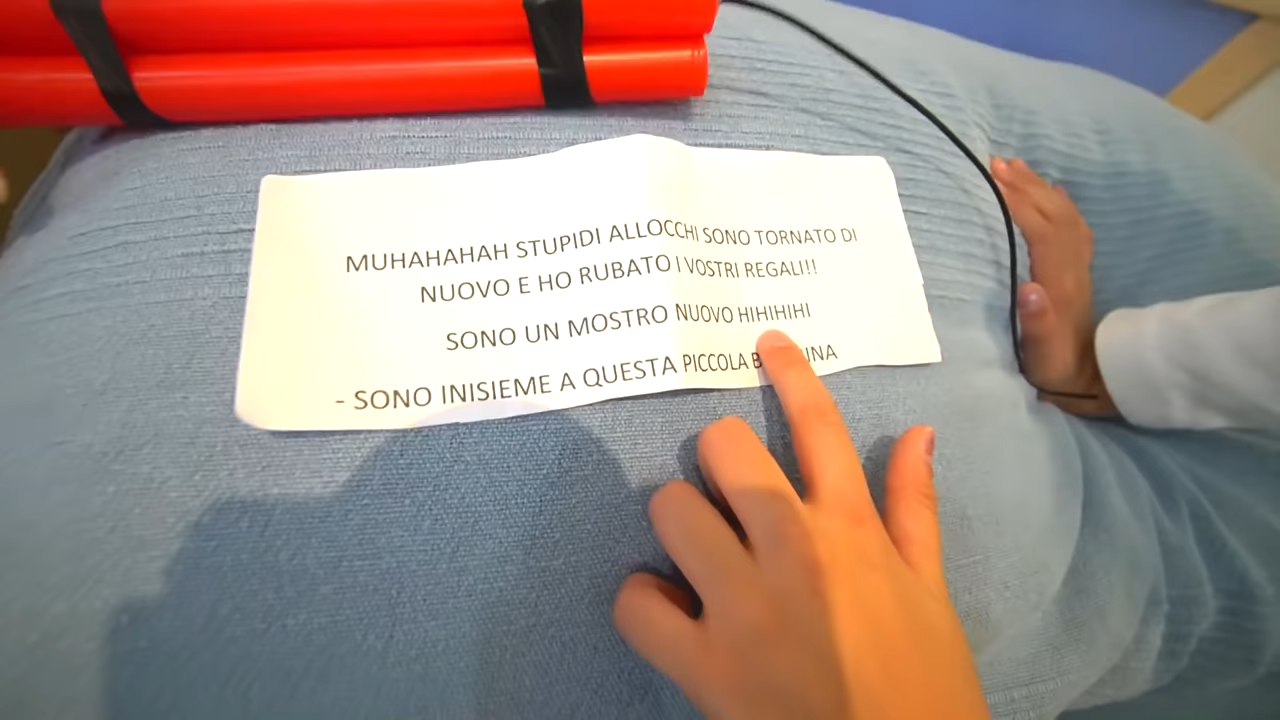 MUHAHAHAH STUPIDI ALLOCCHI SONO TORNATO DI
NUOVO E HO RUBATO I VOSTRI REGALI!!
SONO UN MOSTRO NUOVO HIHIHIHI
- SONO INISIEME A QUESTA PICCOLA